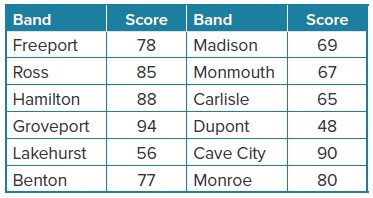 Band Score Band Score
Freeport 78 Madison 69
Ross 85 Monmouth 67
Hamilton 88 Carlisle 65
Groveport 94 Dupont 48
Lakehurst 56 Cave City 90
Benton 77 Monroe 80